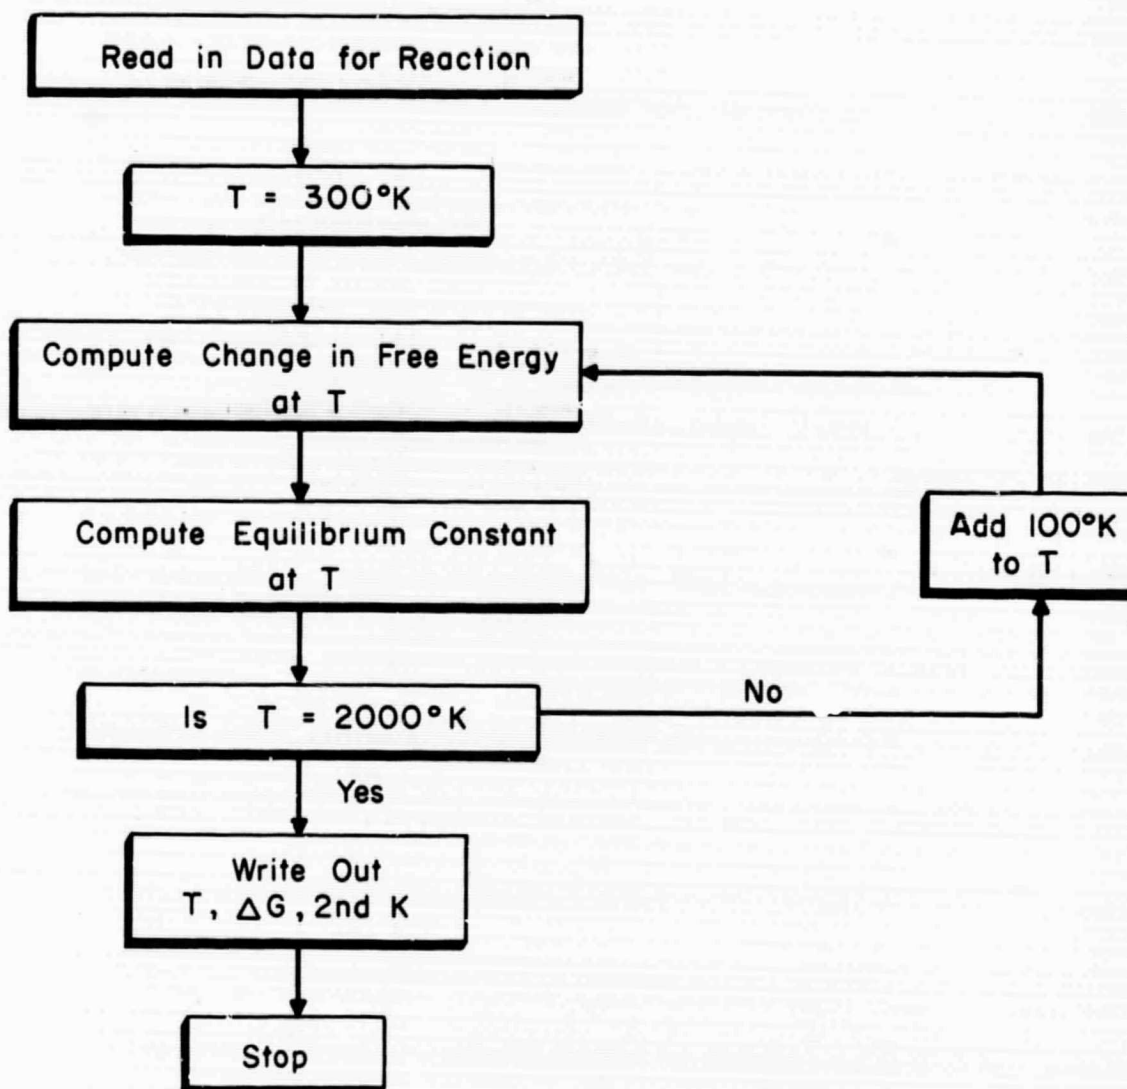 Read in Data for Reaction
T = 300°K
Compute Change in Free Energy
at T
Compute Equilibrium Constant
at T
Add 100°K
to T
Is T = 2000°K
No
Yes
Write Out
T, △G, 2nd K
Stop